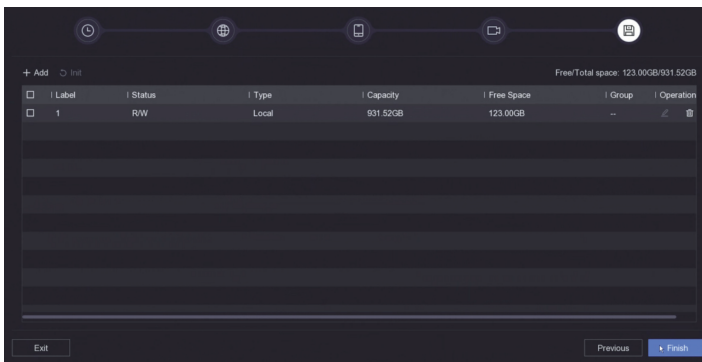 + Add Init Free/Total space: 123.00GB/931.52GB
Label Status Type Capacity Free Space Group Operation
1 R/W Local 931.52GB 123.00GB -- 
Exit Previous Finish